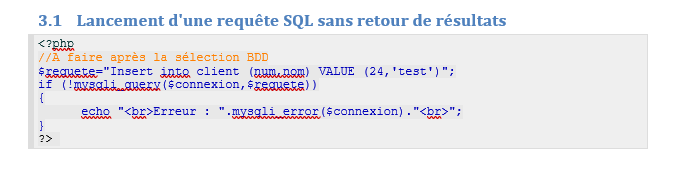 3.1 Lancement d'une requête SQL sans retour de résultats
<?php
//A faire après la sélection BDD
$requete="Insert into client (num,nom) VALUE (24,'test')";
if (!mysqli_query($connexion,$requete))
{
echo "<br>Erreur : ".mysqli_error($connexion)."<br>";
}
?>